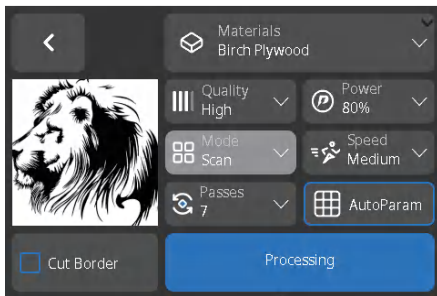 Materials
Birch Plywood
Quality
High
Power
80%
Mode
Scan
Speed
Medium
Passes
7
AutoParam
Cut Border
Processing